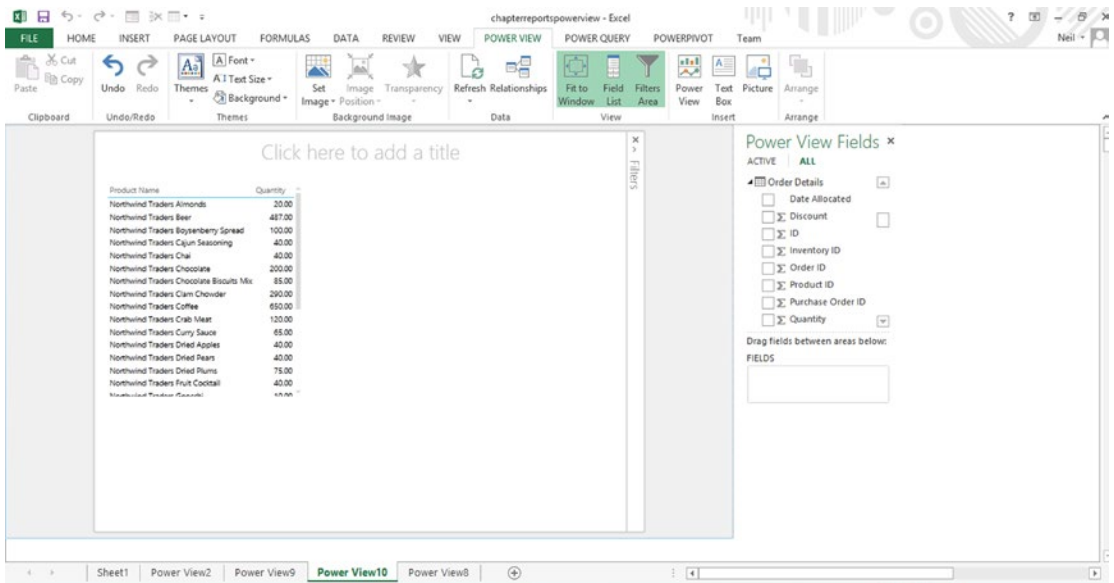 chapterreportspowerview - Excel
?
FILE HOME INSERT PAGE LAYOUT FORMULAS DATA REVIEW VIEW POWER VIEW POWER QUERY POWERPIVOT Team Neil
Paste
Cut
Copy
Clipboard
Undo Redo
Undo/Redo
Themes
Font
Text Size
Background
Themes
Set Image
Image Position
Transparency
Background Image
Refresh Relationships
Data
Fit to Window
Field List
Filters Area
View
Power View
Text Box
Picture
Insert
Arrange
Arrange
Click here to add a title
Filters
Product Name Quantity
Northwind Traders Almonds 20.00
Northwind Traders Beer 487.00
Northwind Traders Boysenberry Spread 100.00
Northwind Traders Cajun Seasoning 40.00
Northwind Traders Chai 40.00
Northwind Traders Chocolate 200.00
Northwind Traders Chocolate Biscuits Mix 85.00
Northwind Traders Clam Chowder 290.00
Northwind Traders Coffee 650.00
Northwind Traders Crab Meat 120.00
Northwind Traders Curry Sauce 65.00
Northwind Traders Dried Apples 40.00
Northwind Traders Dried Pears 40.00
Northwind Traders Dried Plums 75.00
Northwind Traders Fruit Cocktail 40.00
Northwind Traders Gnocchi 10.00
Power View Fields
ACTIVE ALL
Order Details
Date Allocated
Σ Discount
Σ ID
Σ Inventory ID
Σ Order ID
Σ Product ID
Σ Purchase Order ID
Σ Quantity
Drag fields between areas below:
FIELDS
Sheet1 Power View2 Power View9 Power View10 Power View8